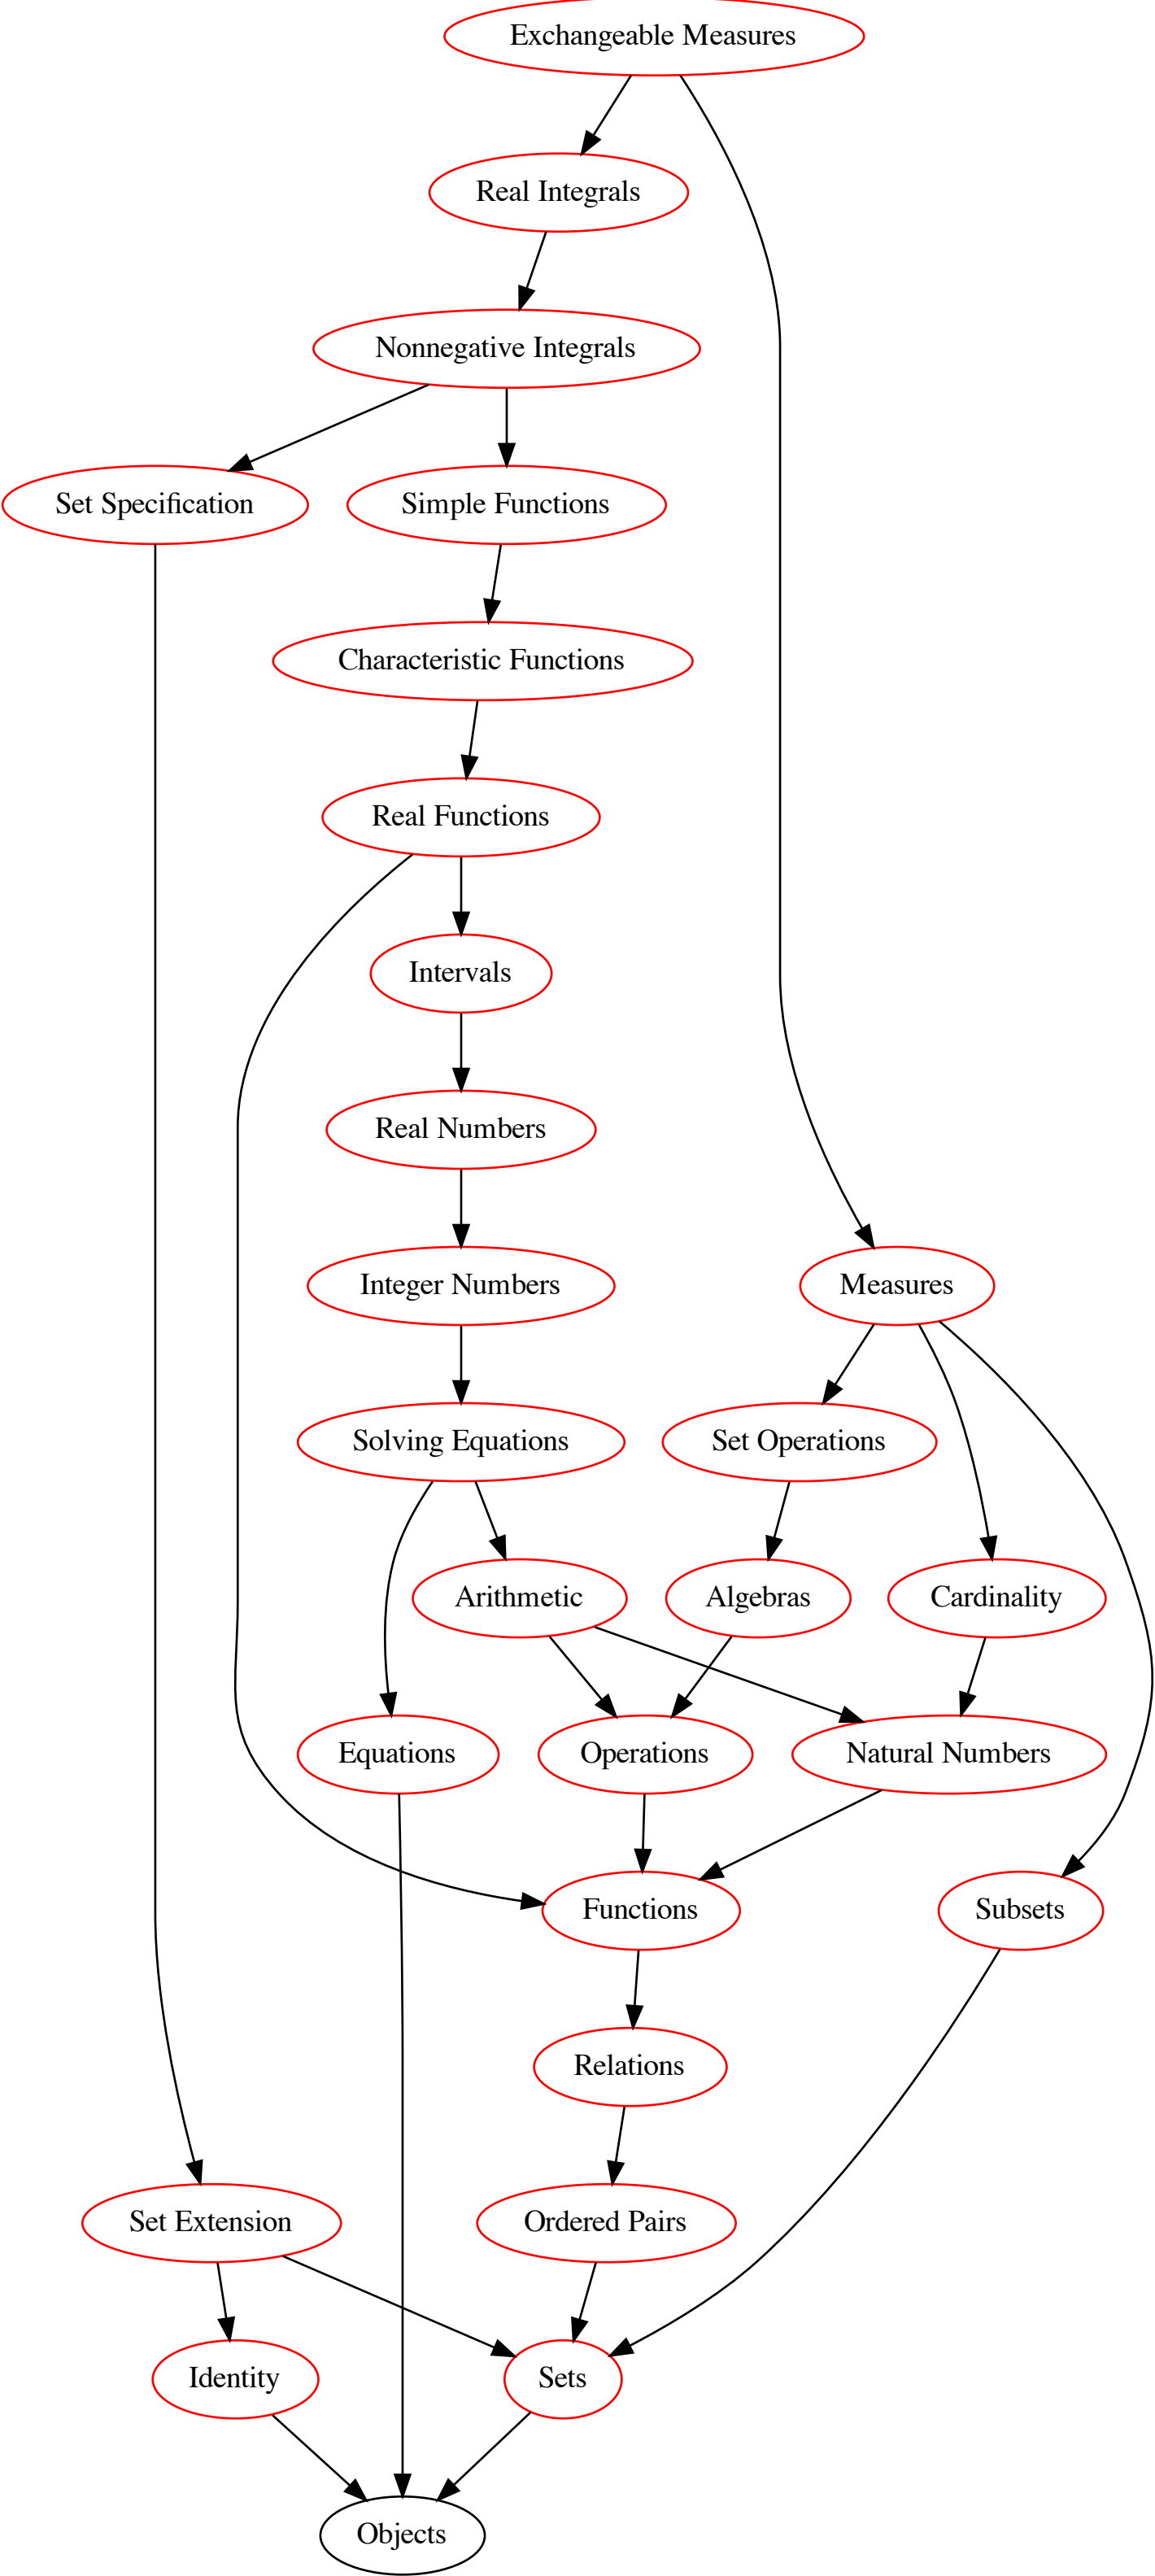 Exchangeable Measures
Real Integrals
Nonnegative Integrals
Set Specification
Simple Functions
Characteristic Functions
Real Functions
Intervals
Real Numbers
Integer Numbers
Measures
Solving Equations
Set Operations
Arithmetic
Algebras
Cardinality
Equations
Operations
Natural Numbers
Functions
Subsets
Relations
Set Extension
Ordered Pairs
Identity
Sets
Objects